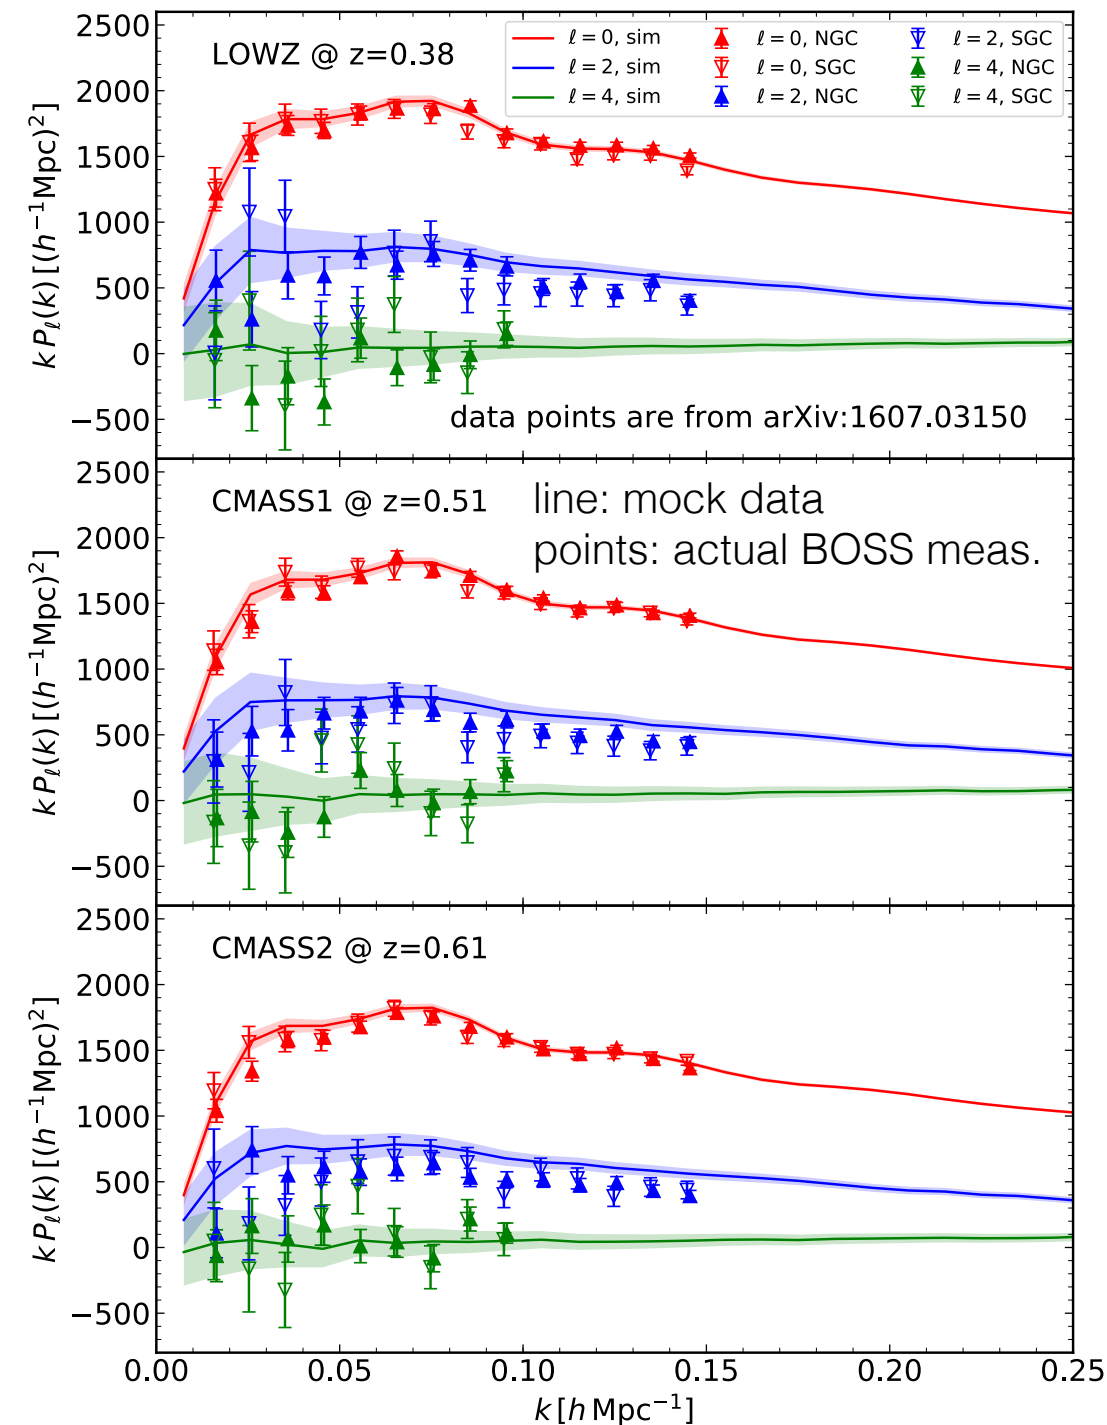 2500
2000
1500
1000
500
0
−500
k Pℓ(k) [(h⁻¹Mpc)²]
LOWZ @ z=0.38
ℓ = 0, sim
ℓ = 2, sim
ℓ = 4, sim
ℓ = 0, NGC
ℓ = 0, SGC
ℓ = 2, NGC
ℓ = 2, SGC
ℓ = 4, NGC
ℓ = 4, SGC
data points are from arXiv:1607.03150
2500
2000
1500
1000
500
0
−500
k Pℓ(k) [(h⁻¹Mpc)²]
CMASS1 @ z=0.51
line: mock data
points: actual BOSS meas.
2500
2000
1500
1000
500
0
−500
k Pℓ(k) [(h⁻¹Mpc)²]
CMASS2 @ z=0.61
0.00 0.05 0.10 0.15 0.20 0.25
k [h Mpc⁻¹]